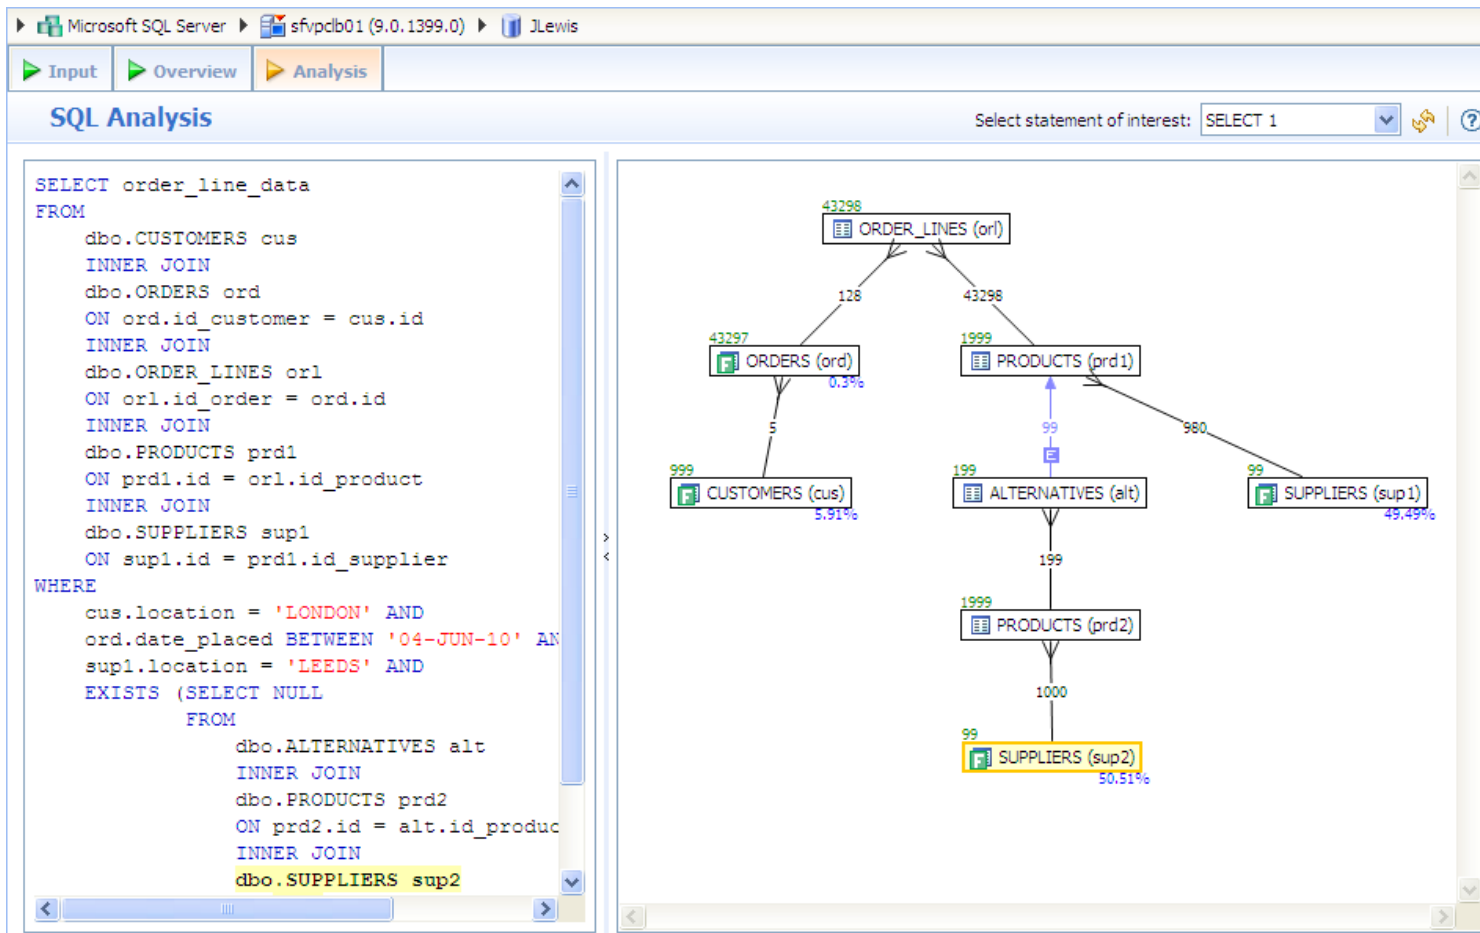 Microsoft SQL Server sfvpclb01 (9.0.1399.0) JLewis
Input Overview Analysis
SQL Analysis
Select statement of interest: SELECT 1
SELECT order_line_data
FROM
dbo.CUSTOMERS cus
INNER JOIN
dbo.ORDERS ord
ON ord.id_customer = cus.id
INNER JOIN
dbo.ORDER_LINES orl
ON orl.id_order = ord.id
INNER JOIN
dbo.PRODUCTS prd1
ON prd1.id = orl.id_product
INNER JOIN
dbo.SUPPLIERS sup1
ON sup1.id = prd1.id_supplier
WHERE
cus.location = 'LONDON' AND
ord.date_placed BETWEEN '04-JUN-10' AN
sup1.location = 'LEEDS' AND
EXISTS (SELECT NULL
FROM
dbo.ALTERNATIVES alt
INNER JOIN
dbo.PRODUCTS prd2
ON prd2.id = alt.id_produc
INNER JOIN
dbo.SUPPLIERS sup2
43298
ORDER_LINES (orl)
128
43298
43297
F ORDERS (ord)
0.3%
1999
PRODUCTS (prd1)
5
99
E
980
999
F CUSTOMERS (cus)
5.91%
199
ALTERNATIVES (alt)
99
F SUPPLIERS (sup1)
49.49%
199
1999
PRODUCTS (prd2)
1000
99
F SUPPLIERS (sup2)
50.51%